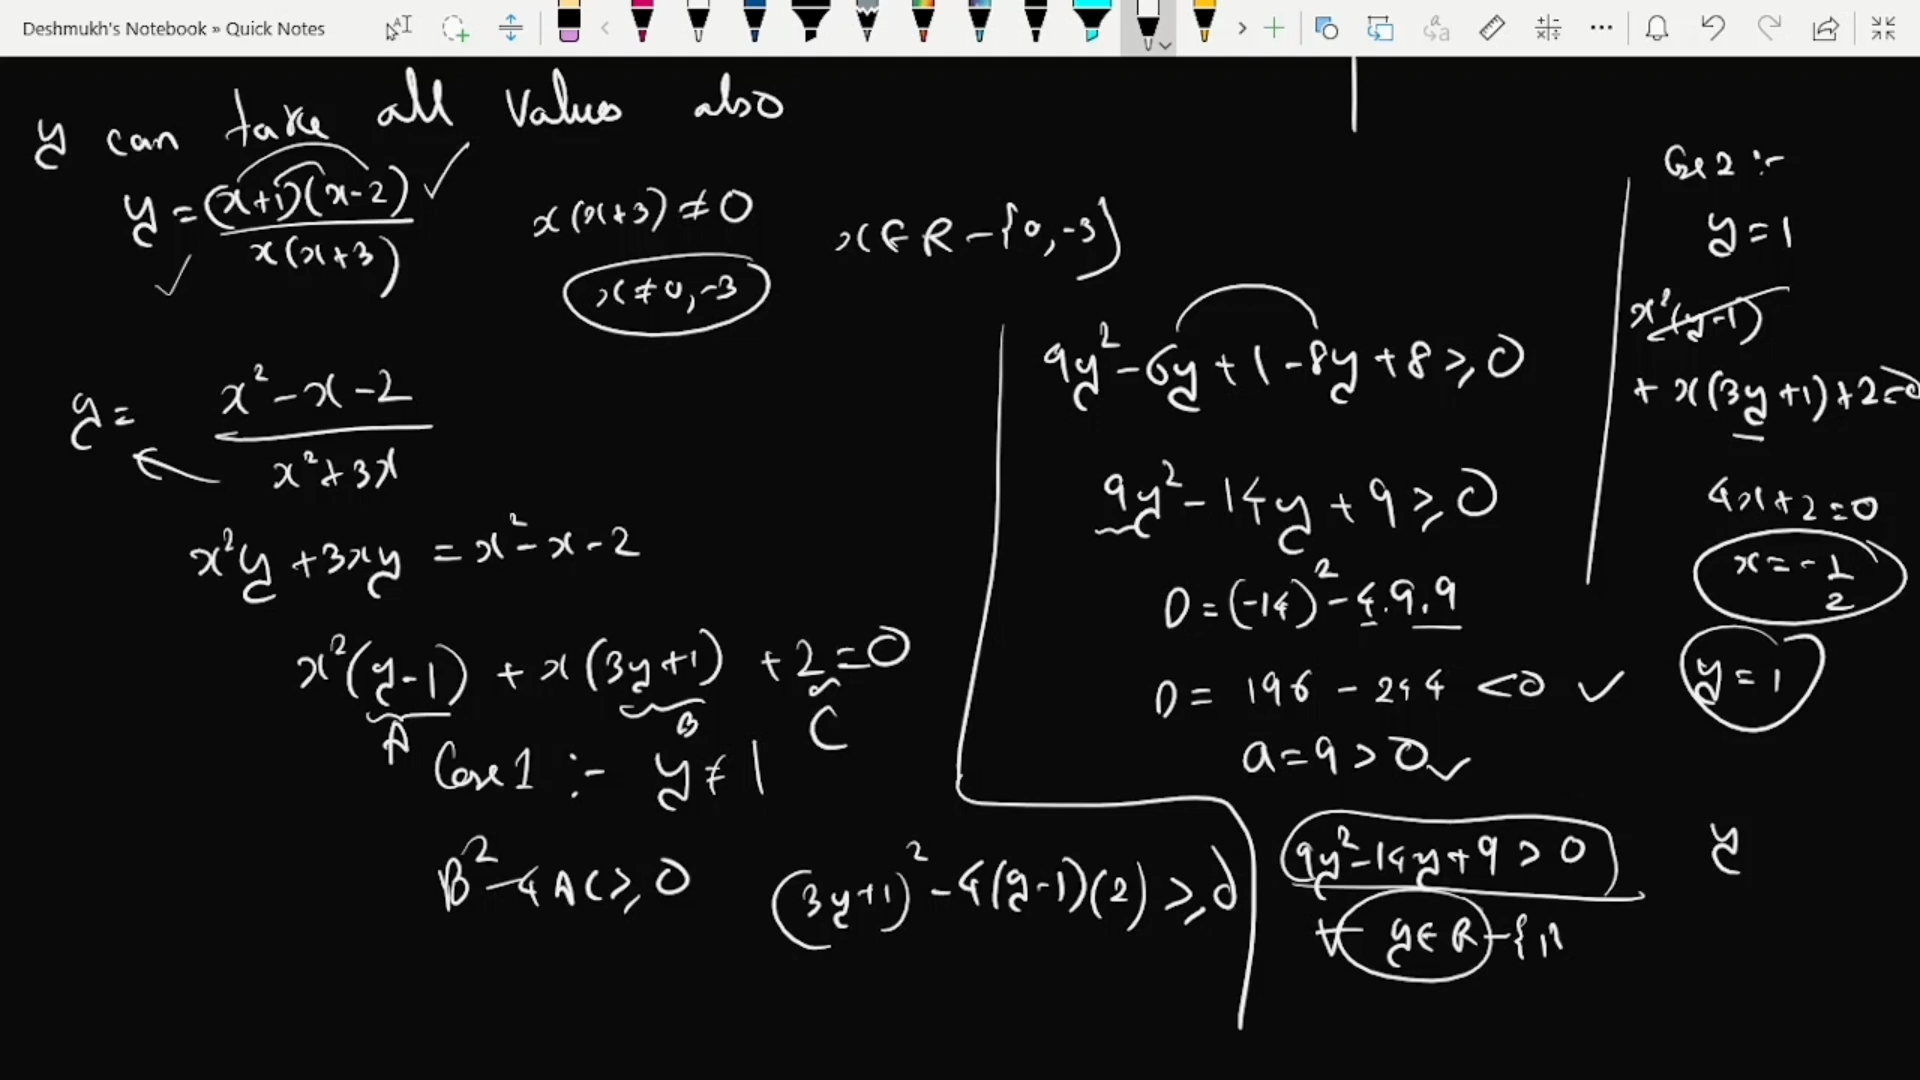 Deshmukh's Notebook » Quick Notes
y can take all values also
y = (x+1)(x-2) / x(x+3)
x(x+3) ≠ 0
x ≠ 0, -3
x ∈ R - {0, -3}
y = x² - x - 2 / x² + 3x
x²y + 3xy = x² - x - 2
x²(y-1) + x(3y+1) + 2 = 0
A B C
Case 1 :- y ≠ 1
B² - 4AC ≥ 0
(3y+1)² - 4(y-1)(2) ≥ 0
9y² - 6y + 1 - 8y + 8 ≥ 0
9y² - 14y + 9 ≥ 0
D = (-14)² - 4.9.9
D = 196 - 244 < 0
a = 9 > 0
9y² - 14y + 9 > 0
∀ y ∈ R - {1}
Case 2 :-
y = 1
x²(y-1)
+ x(3y+1) + 2 = 0
4x + 2 = 0
x = - 1/2
y = 1
y